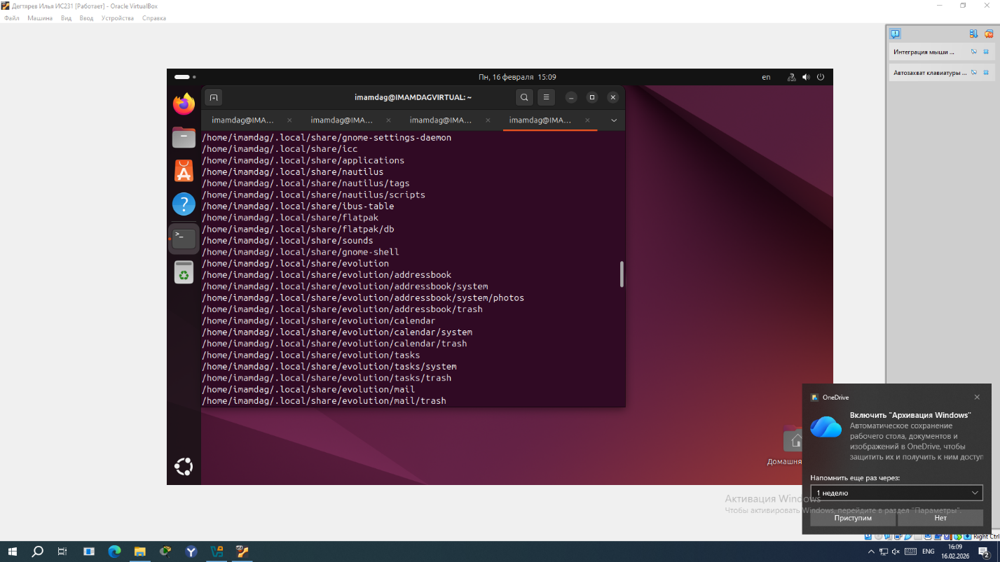 Дегтярев Илья ИС231 [Работает] - Oracle VirtualBox
Файл Машина Вид Ввод Устройства Справка
Интеграция мыши ...
Автозахват клавиатуры ...
Пн, 16 февраля 15:09
en
imamdag@IMAMDAGVIRTUAL: ~
imamdag@IMA... imamdag@IMA... imamdag@IMA... imamdag@IMA...
/home/imamdag/.local/share/gnome-settings-daemon
/home/imamdag/.local/share/icc
/home/imamdag/.local/share/applications
/home/imamdag/.local/share/nautilus
/home/imamdag/.local/share/nautilus/tags
/home/imamdag/.local/share/nautilus/scripts
/home/imamdag/.local/share/ibus-table
/home/imamdag/.local/share/flatpak
/home/imamdag/.local/share/flatpak/db
/home/imamdag/.local/share/sounds
/home/imamdag/.local/share/gnome-shell
/home/imamdag/.local/share/evolution
/home/imamdag/.local/share/evolution/addressbook
/home/imamdag/.local/share/evolution/addressbook/system
/home/imamdag/.local/share/evolution/addressbook/system/photos
/home/imamdag/.local/share/evolution/addressbook/trash
/home/imamdag/.local/share/evolution/calendar
/home/imamdag/.local/share/evolution/calendar/system
/home/imamdag/.local/share/evolution/calendar/trash
/home/imamdag/.local/share/evolution/tasks
/home/imamdag/.local/share/evolution/tasks/system
/home/imamdag/.local/share/evolution/tasks/trash
/home/imamdag/.local/share/evolution/mail
/home/imamdag/.local/share/evolution/mail/trash
Домашня
OneDrive
Включить "Архивация Windows"
Автоматическое сохранение
рабочего стола, документов и
изображений в OneDrive, чтобы
защитить их и получить к ним доступ
Напомнить еще раз через:
1 неделю
Приступим Нет
Активация Windows
Чтобы активировать Windows, перейдите в раздел "Параметры".
Right Ctrl
ENG
16:09
16.02.2026
2